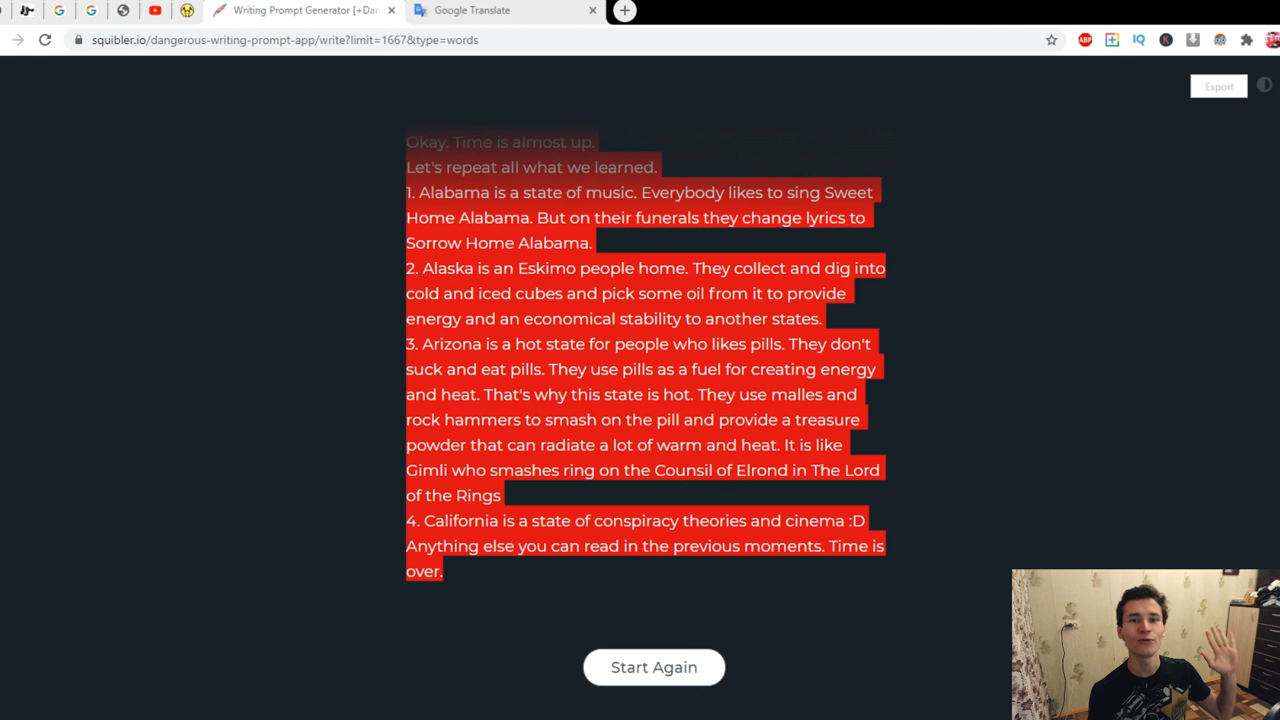 Writing Prompt Generator [+Dan
Google Translate
squibler.io/dangerous-writing-prompt-app/write?limit=1667&type=words
ABP
IQ
K
Export
Okay. Time is almost up.
Let's repeat all what we learned.
1. Alabama is a state of music. Everybody likes to sing Sweet
Home Alabama. But on their funerals they change lyrics to
Sorrow Home Alabama.
2. Alaska is an Eskimo people home. They collect and dig into
cold and iced cubes and pick some oil from it to provide
energy and an economical stability to another states.
3. Arizona is a hot state for people who likes pills. They don't
suck and eat pills. They use pills as a fuel for creating energy
and heat. That's why this state is hot. They use malles and
rock hammers to smash on the pill and provide a treasure
powder that can radiate a lot of warm and heat. It is like
Gimli who smashes ring on the Counsil of Elrond in The Lord
of the Rings
4. California is a state of conspiracy theories and cinema :D
Anything else you can read in the previous moments. Time is
over.
Start Again